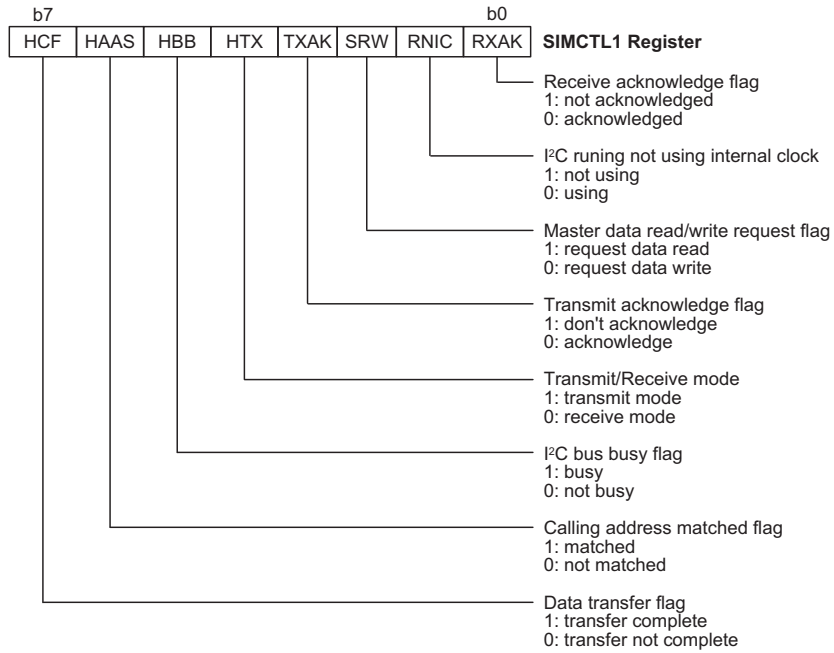 b7 b0
HCF HAAS HBB HTX TXAK SRW RNIC RXAK SIMCTL1 Register
Receive acknowledge flag
1: not acknowledged
0: acknowledged
I²C runing not using internal clock
1: not using
0: using
Master data read/write request flag
1: request data read
0: request data write
Transmit acknowledge flag
1: don't acknowledge
0: acknowledge
Transmit/Receive mode
1: transmit mode
0: receive mode
I²C bus busy flag
1: busy
0: not busy
Calling address matched flag
1: matched
0: not matched
Data transfer flag
1: transfer complete
0: transfer not complete